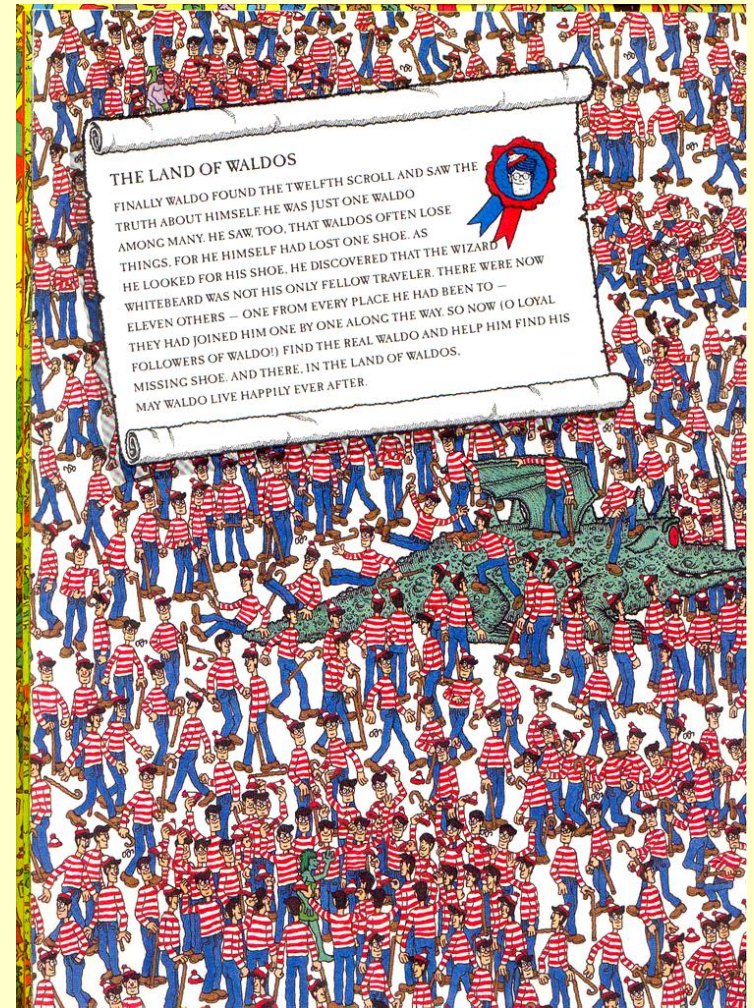 THE LAND OF WALDOS
FINALLY WALDO FOUND THE TWELFTH SCROLL AND SAW THE
TRUTH ABOUT HIMSELF. HE WAS JUST ONE WALDO
AMONG MANY. HE SAW, TOO, THAT WALDOS OFTEN LOSE
THINGS, FOR HE HIMSELF HAD LOST ONE SHOE. AS
HE LOOKED FOR HIS SHOE, HE DISCOVERED THAT THE WIZARD
WHITEBEARD WAS NOT HIS ONLY FELLOW TRAVELER. THERE WERE NOW
ELEVEN OTHERS — ONE FROM EVERY PLACE HE HAD BEEN TO —
THEY HAD JOINED HIM ONE BY ONE ALONG THE WAY. SO NOW (O LOYAL
FOLLOWERS OF WALDO!) FIND THE REAL WALDO AND HELP HIM FIND HIS
MISSING SHOE. AND THERE, IN THE LAND OF WALDOS,
MAY WALDO LIVE HAPPILY EVER AFTER.